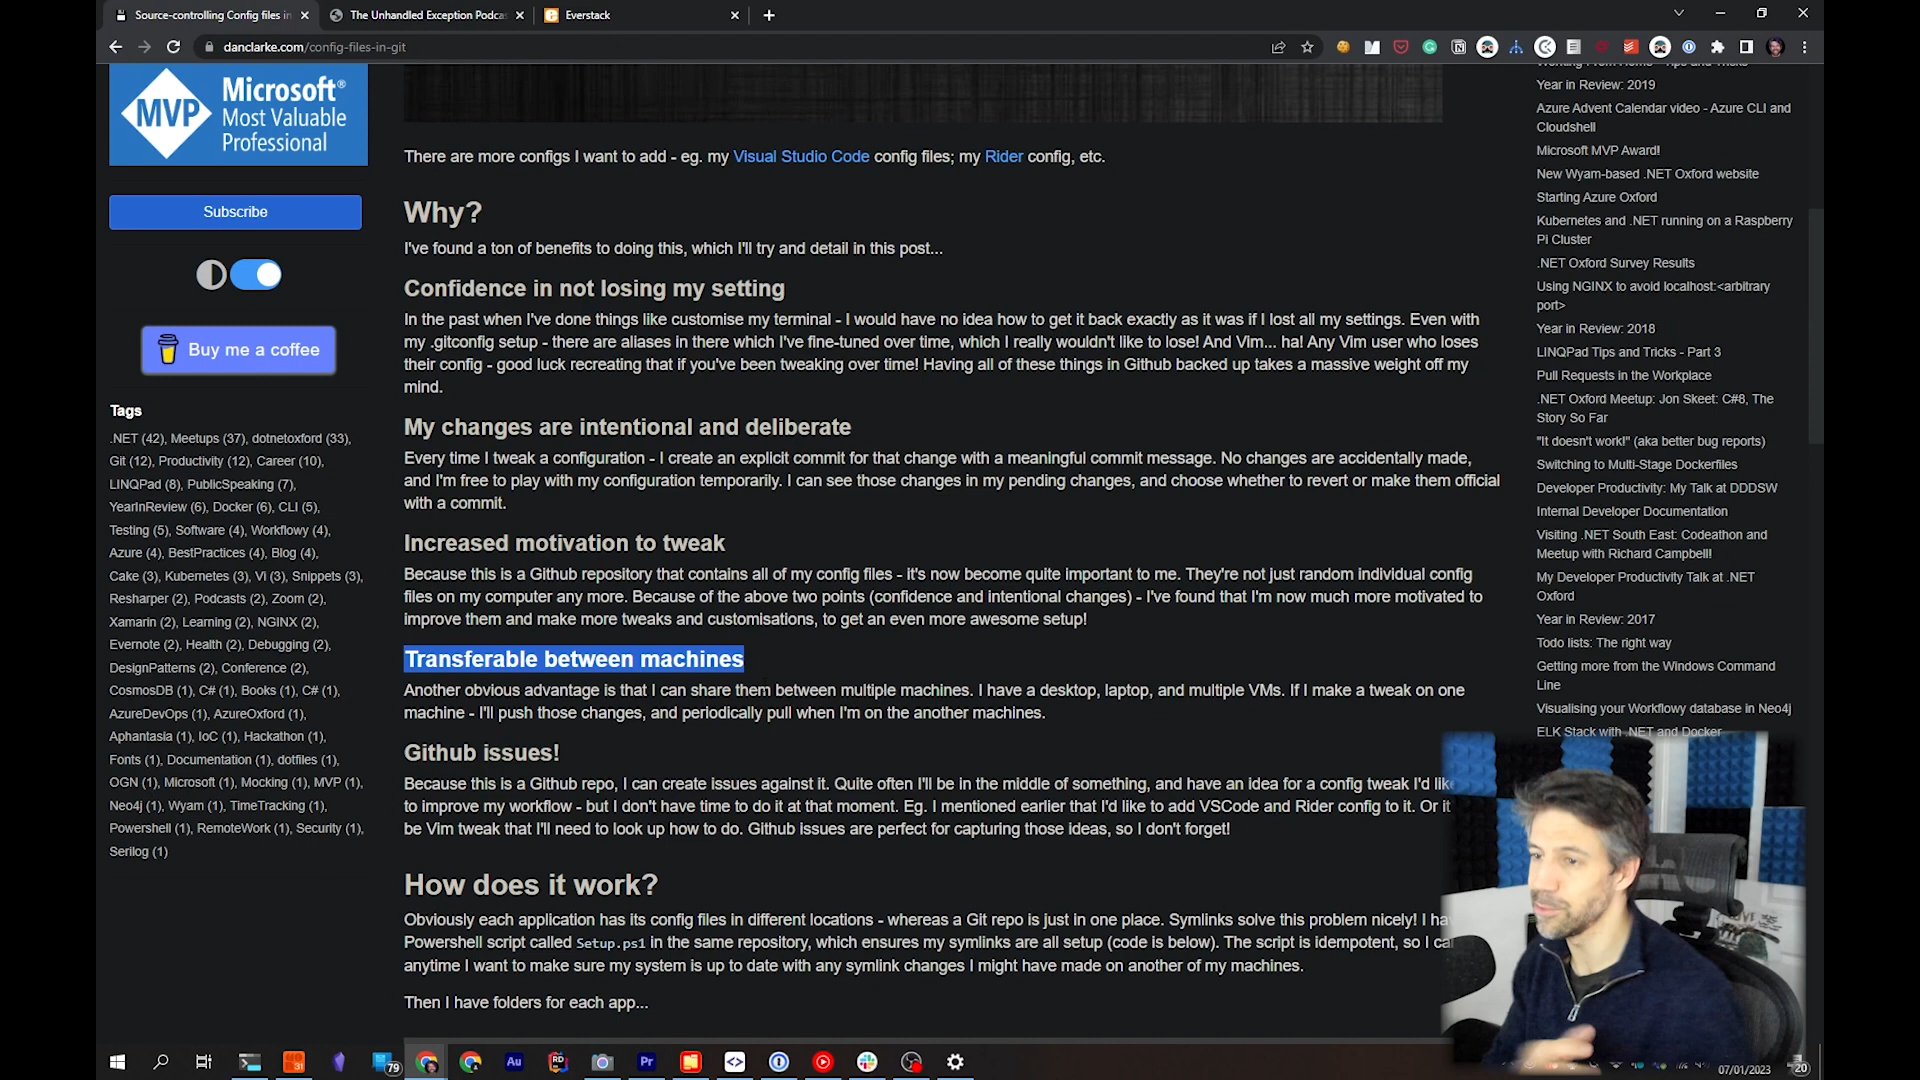 Source-controlling Config files in
The Unhandled Exception Podca
Everstack
danclarke.com/config-files-in-git
MVP
Microsoft®
Most Valuable
Professional
Subscribe
Buy me a coffee
Tags
.NET (42), Meetups (37), dotnetoxford (33),
Git (12), Productivity (12), Career (10),
LINQPad (8), PublicSpeaking (7),
YearInReview (6), Docker (6), CLI (5),
Testing (5), Software (4), Workflowy (4),
Azure (4), BestPractices (4), Blog (4),
Cake (3), Kubernetes (3), Vi (3), Snippets (3),
Resharper (2), Podcasts (2), Zoom (2),
Xamarin (2), Learning (2), NGINX (2),
Evernote (2), Health (2), Debugging (2),
DesignPatterns (2), Conference (2),
CosmosDB (1), C# (1), Books (1), C# (1),
AzureDevOps (1), AzureOxford (1),
Aphantasia (1), IoC (1), Hackathon (1),
Fonts (1), Documentation (1), dotfiles (1),
OGN (1), Microsoft (1), Mocking (1), MVP (1),
Neo4j (1), Wyam (1), TimeTracking (1),
Powershell (1), RemoteWork (1), Security (1),
Serilog (1)
There are more configs I want to add - eg. my Visual Studio Code config files; my Rider config, etc.
Why?
I've found a ton of benefits to doing this, which I'll try and detail in this post...
Confidence in not losing my setting
In the past when I've done things like customise my terminal - I would have no idea how to get it back exactly as it was if I lost all my settings. Even with
my .gitconfig setup - there are aliases in there which I've fine-tuned over time, which I really wouldn't like to lose! And Vim... ha! Any Vim user who loses
their config - good luck recreating that if you've been tweaking over time! Having all of these things in Github backed up takes a massive weight off my
mind.
My changes are intentional and deliberate
Every time I tweak a configuration - I create an explicit commit for that change with a meaningful commit message. No changes are accidentally made,
and I'm free to play with my configuration temporarily. I can see those changes in my pending changes, and choose whether to revert or make them official
with a commit.
Increased motivation to tweak
Because this is a Github repository that contains all of my config files - it's now become quite important to me. They're not just random individual config
files on my computer any more. Because of the above two points (confidence and intentional changes) - I've found that I'm now much more motivated to
improve them and make more tweaks and customisations, to get an even more awesome setup!
Transferable between machines
Another obvious advantage is that I can share them between multiple machines. I have a desktop, laptop, and multiple VMs. If I make a tweak on one
machine - I'll push those changes, and periodically pull when I'm on the another machines.
Github issues!
Because this is a Github repo, I can create issues against it. Quite often I'll be in the middle of something, and have an idea for a config tweak I'd like
to improve my workflow - but I don't have time to do it at that moment. Eg. I mentioned earlier that I'd like to add VSCode and Rider config to it. Or it
be Vim tweak that I'll need to look up how to do. Github issues are perfect for capturing those ideas, so I don't forget!
How does it work?
Obviously each application has its config files in different locations - whereas a Git repo is just in one place. Symlinks solve this problem nicely! I hav
Powershell script called Setup.ps1 in the same repository, which ensures my symlinks are all setup (code is below). The script is idempotent, so I ca
anytime I want to make sure my system is up to date with any symlink changes I might have made on another of my machines.
Then I have folders for each app...
Year in Review: 2019
Azure Advent Calendar video - Azure CLI and
Cloudshell
Microsoft MVP Award!
New Wyam-based .NET Oxford website
Starting Azure Oxford
Kubernetes and .NET running on a Raspberry
Pi Cluster
.NET Oxford Survey Results
Using NGINX to avoid localhost:<arbitrary
port>
Year in Review: 2018
LINQPad Tips and Tricks - Part 3
Pull Requests in the Workplace
.NET Oxford Meetup: Jon Skeet: C#8, The
Story So Far
"It doesn't work!" (aka better bug reports)
Switching to Multi-Stage Dockerfiles
Developer Productivity: My Talk at DDDSW
Internal Developer Documentation
Visiting .NET South East: Codeathon and
Meetup with Richard Campbell!
My Developer Productivity Talk at .NET
Oxford
Year in Review: 2017
Todo lists: The right way
Getting more from the Windows Command
Line
Visualising your Workflowy database in Neo4j
ELK Stack with .NET and Docker
31
79
Au
RD
Pr
07/01/2023
20